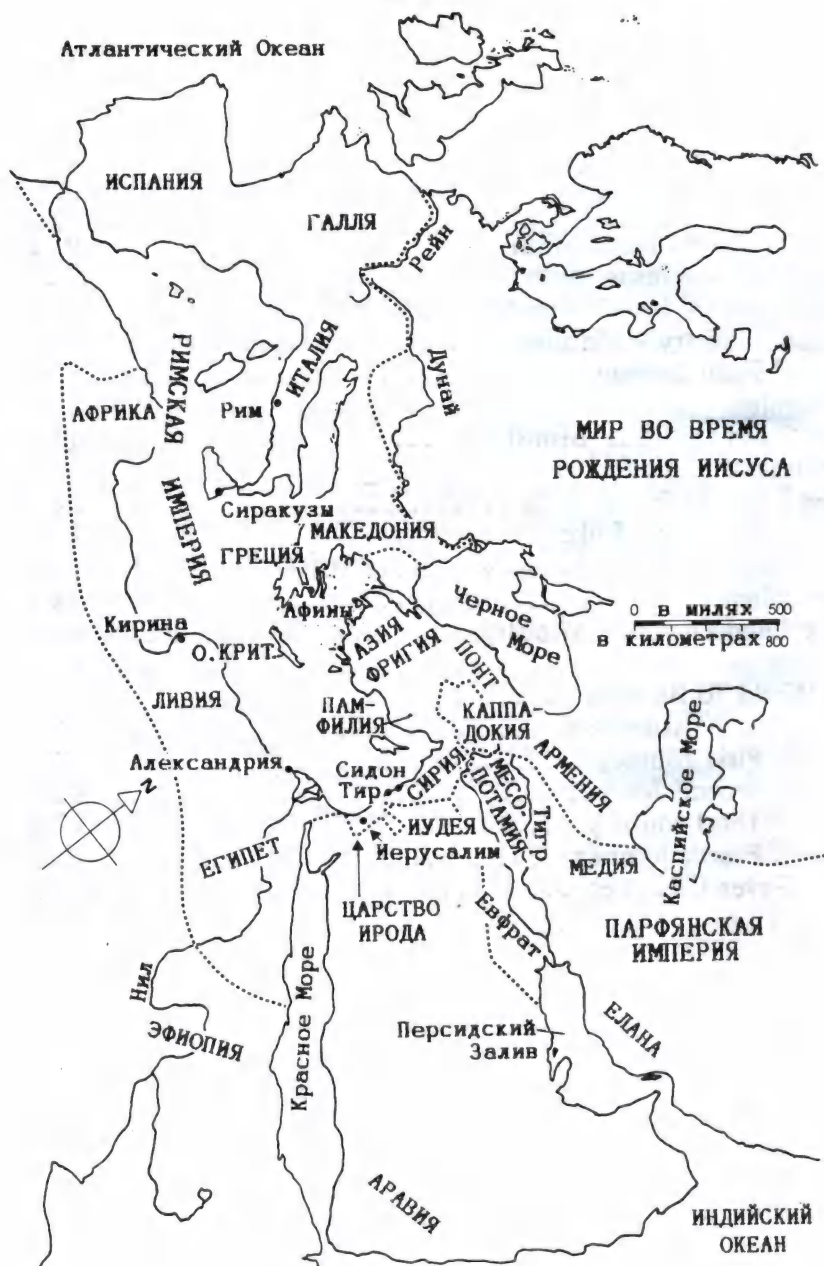 Атлантический Океан
ИСПАНИЯ
ГАЛЛЯ
Рейн
РИМСКАЯ
ИМПЕРИЯ
ИТАЛИЯ
Дунай
АФРИКА
Рим
МИР ВО ВРЕМЯ
РОЖДЕНИЯ ИИСУСА
Сиракузы
МАКЕДОНИЯ
ГРЕЦИЯ
Афины
Черное
Море
0 в милях 500
в километрах 800
Кирина
О.КРИТ
АЗИЯ
ФРИГИЯ
ПОНТ
ЛИВИЯ
ПАМ-
ФИЛИЯ
КАППА-
ДОКИЯ
АРМЕНИЯ
Каспийское Море
Александрия
Сидон
Тир
СИРИЯ
МЕСО-
ПОТАМИЯ
Тигр
N
ЕГИПЕТ
ИУДЕЯ
Иерусалим
МЕДИЯ
ЦАРСТВО
ИРОДА
Евфрат
ПАРФЯНСКАЯ
ИМПЕРИЯ
Нил
ЭФИОПИЯ
Красное Море
Персидский
Залив
ЕЛАНА
АРАВИЯ
ИНДИЙСКИЙ
ОКЕАН